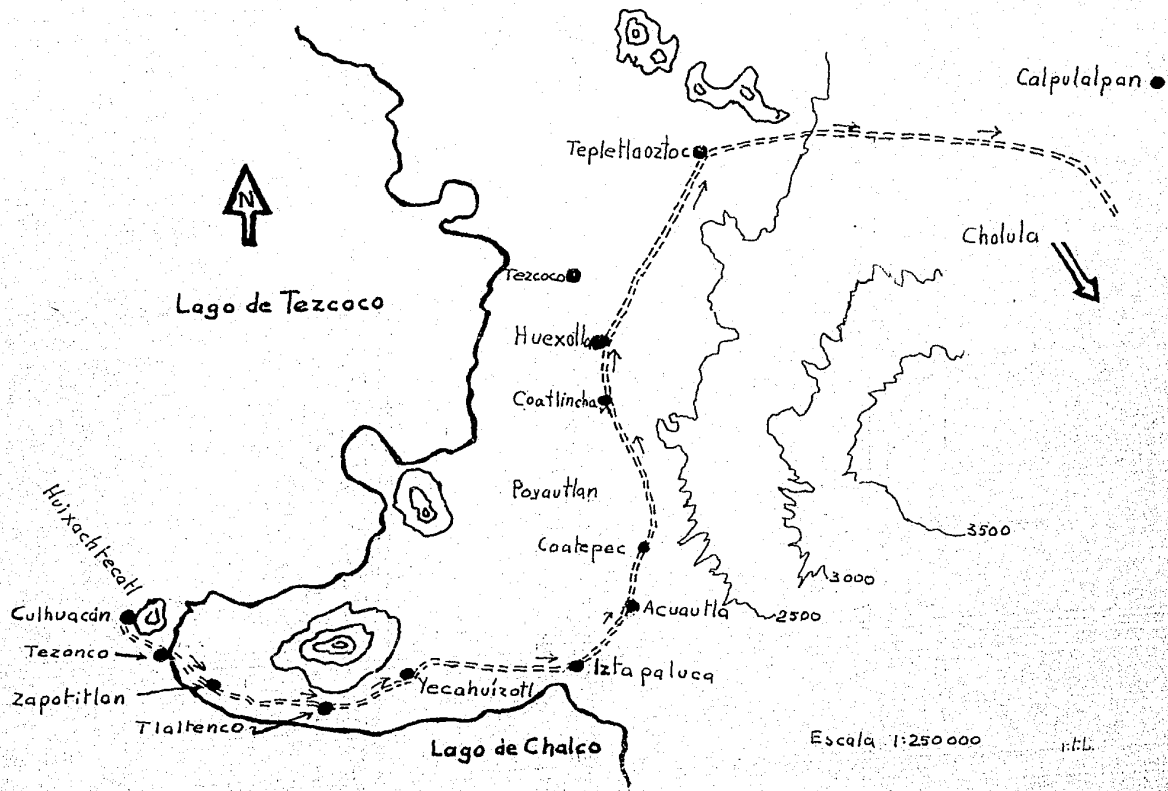 Calpulalpan
Tepletlaoztoc
N
Cholula
Tezcoco
Lago de Tezcoco
Huexotla
Coatlincha
Poyautlan
Huixachtecatl
3500
Coatepec
3000
Culhuacán
Acuautla
2500
Tezonco
Iztapaluca
Zapotitlan
Yecahuízotl
Tlaltenco
Lago de Chalco
Escala 1:250 000